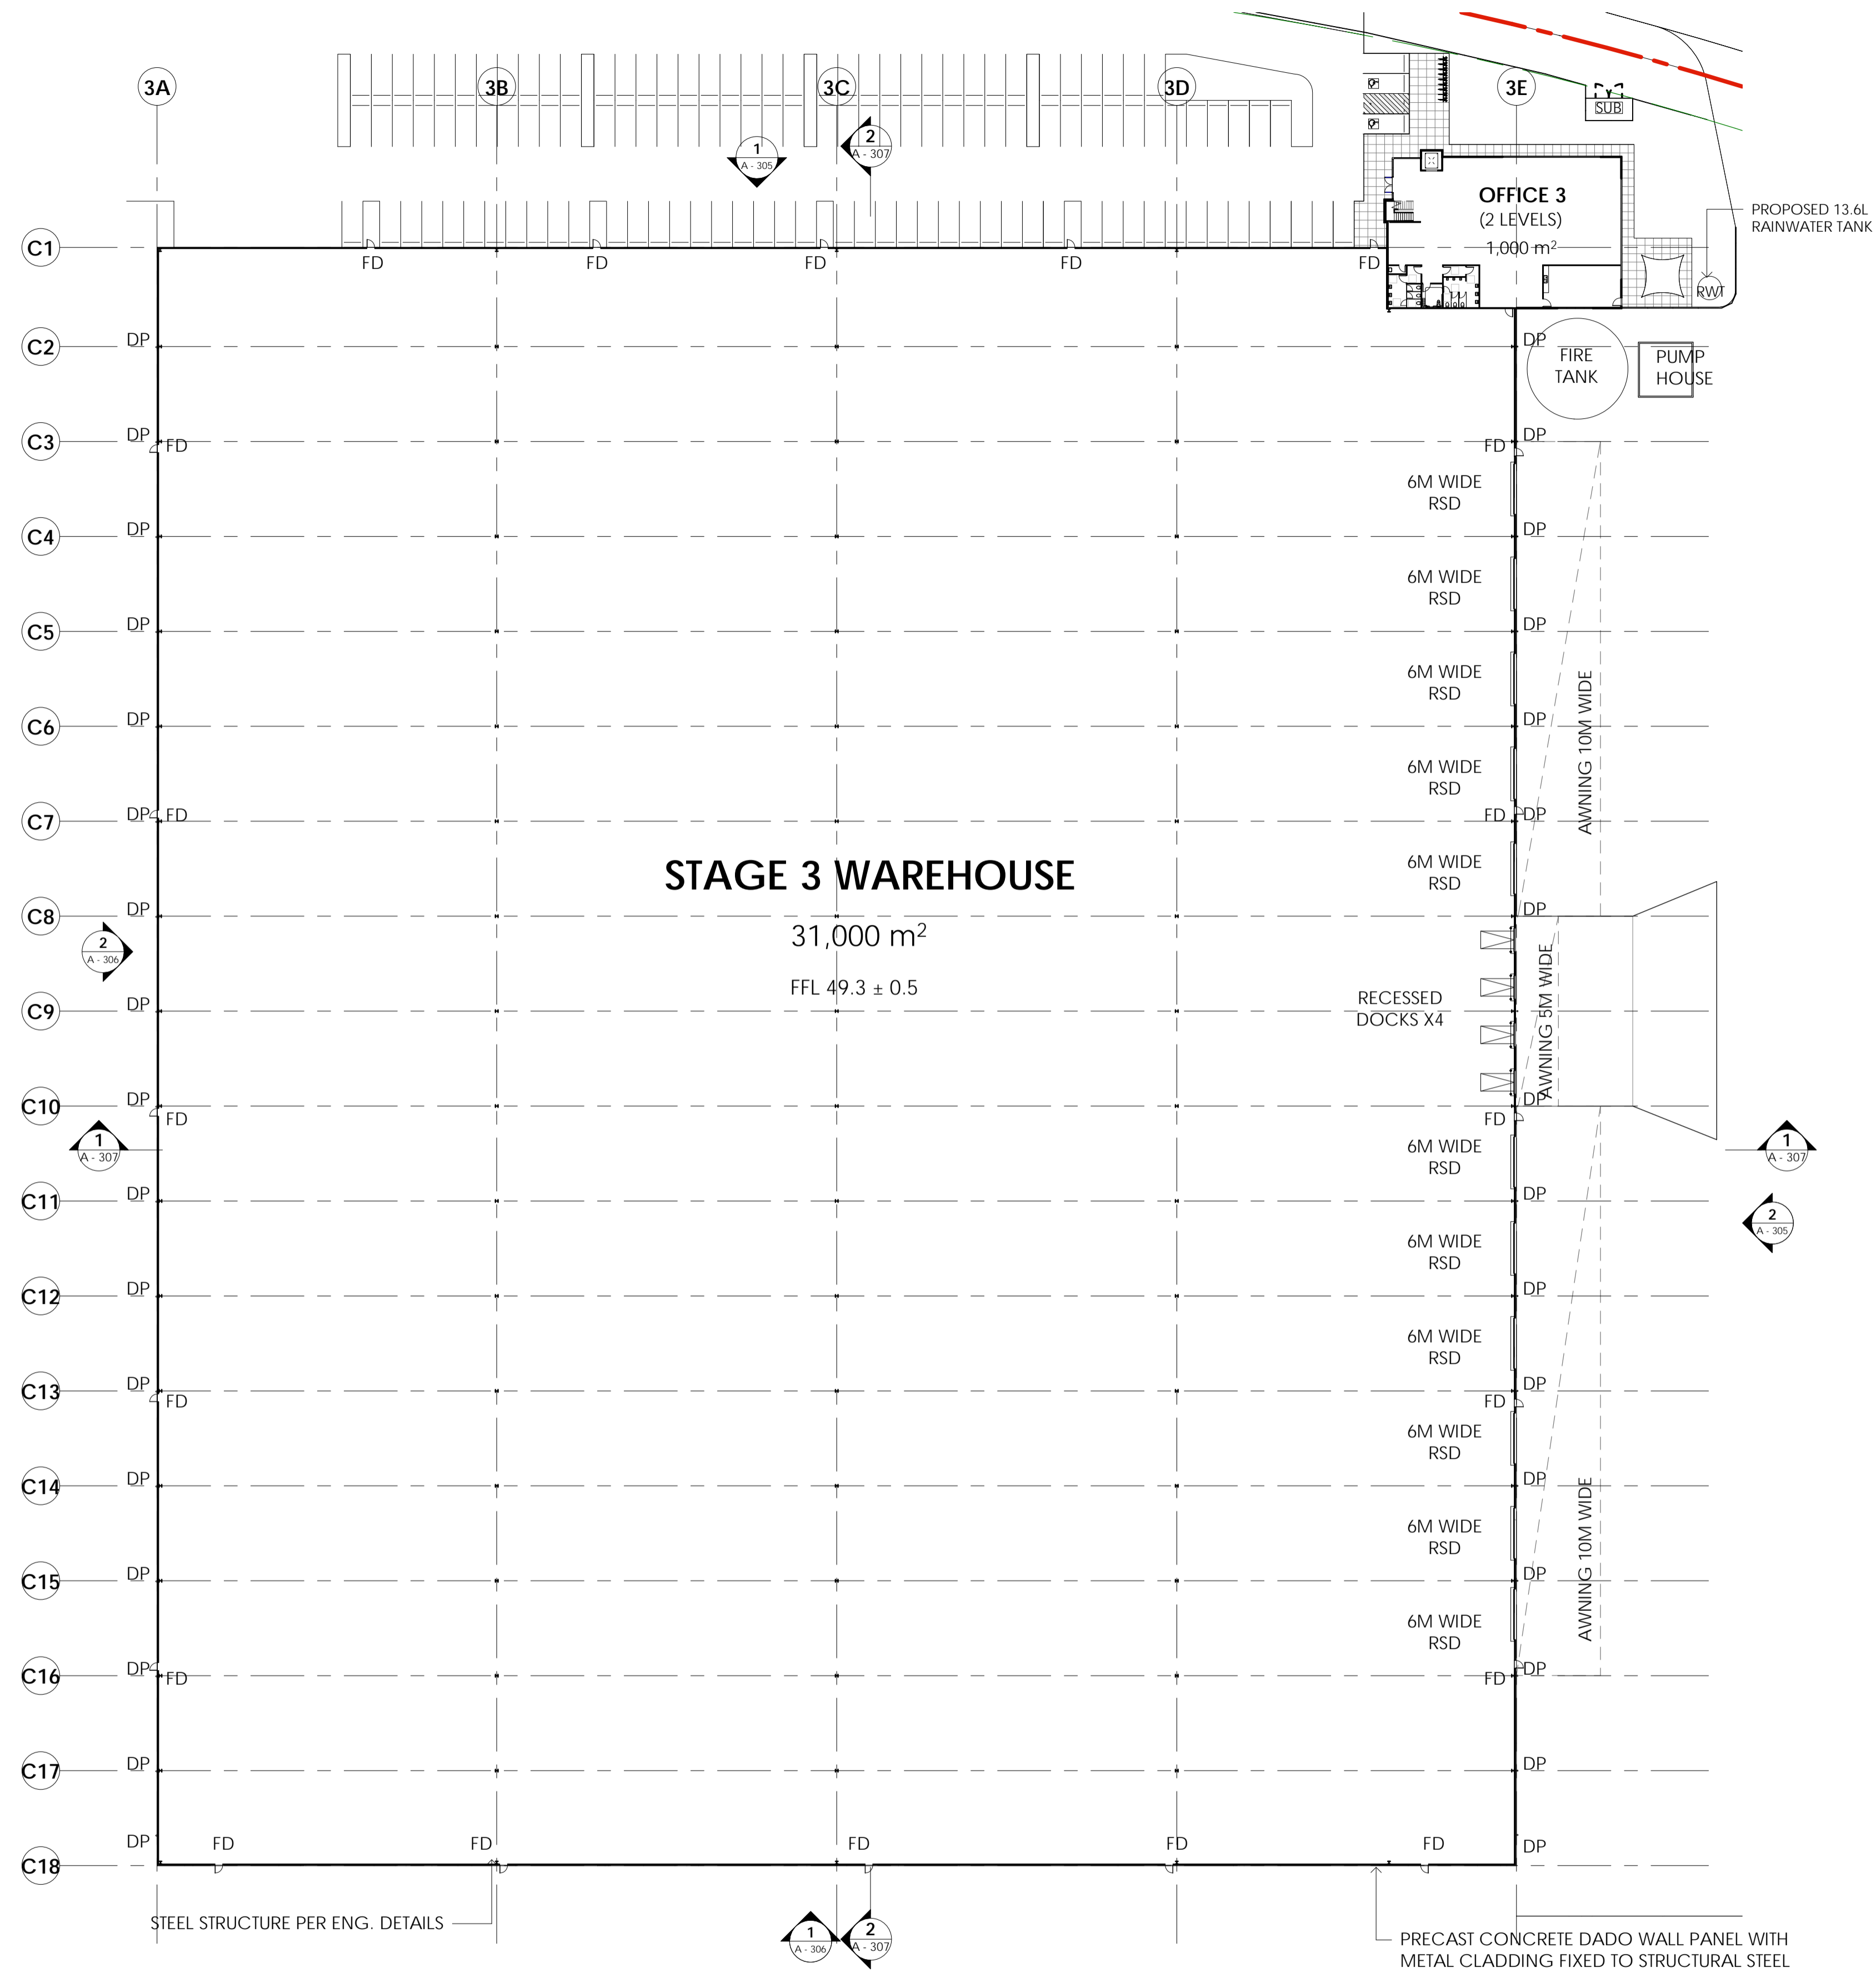 3A
3B
3C
3D
3E
1
A - 305
2
A - 307
SUB
OFFICE 3
(2 LEVELS)
1,000 m²
PROPOSED 13.6L
RAINWATER TANK
RWT
C1
FD
FD
FD
FD
FD
C2
DP
DP
FIRE
TANK
PUMP
HOUSE
C3
DP
FD
FD
DP
6M WIDE
RSD
C4
DP
DP
6M WIDE
RSD
C5
DP
DP
6M WIDE
RSD
C6
DP
DP
AWNING 10M WIDE
6M WIDE
RSD
C7
DP
FD
FD
DP
STAGE 3 WAREHOUSE
6M WIDE
RSD
C8
DP
DP
31,000 m²
2
A - 306
FFL 49.3 ± 0.5
C9
DP
RECESSED
DOCKS X4
AWNING 5M WIDE
C10
DP
FD
FD
DP
1
A - 307
6M WIDE
RSD
1
A - 307
C11
DP
DP
2
A - 305
6M WIDE
RSD
C12
DP
DP
6M WIDE
RSD
C13
DP
FD
FD
DP
6M WIDE
RSD
C14
DP
DP
6M WIDE
RSD
AWNING 10M WIDE
C15
DP
DP
6M WIDE
RSD
C16
DP
FD
FD
DP
C17
DP
DP
C18
DP
FD
FD
FD
FD
FD
DP
STEEL STRUCTURE PER ENG. DETAILS
1
A - 306
2
A - 307
PRECAST CONCRETE DADO WALL PANEL WITH
METAL CLADDING FIXED TO STRUCTURAL STEEL